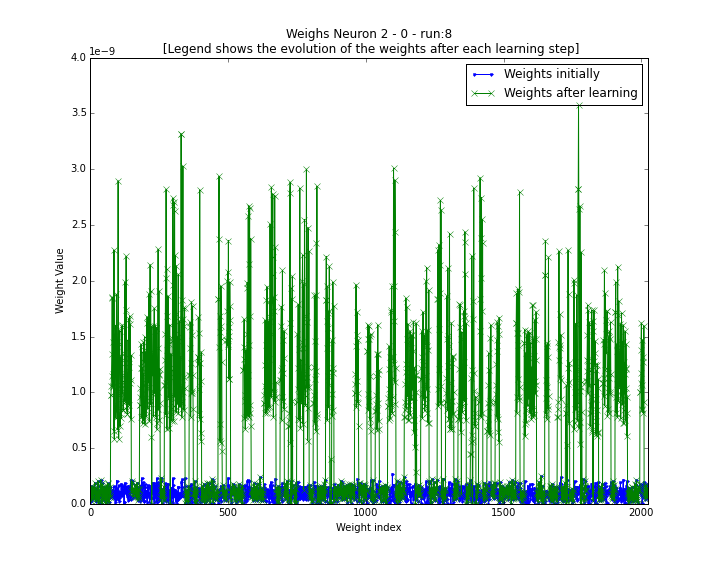 Weighs Neuron 2 - 0 - run:8
[Legend shows the evolution of the weights after each learning step]
1e−9
Weights initially
Weights after learning
4.0
3.5
3.0
2.5
2.0
1.5
1.0
0.5
0.0
Weight Value
0 500 1000 1500 2000
Weight index